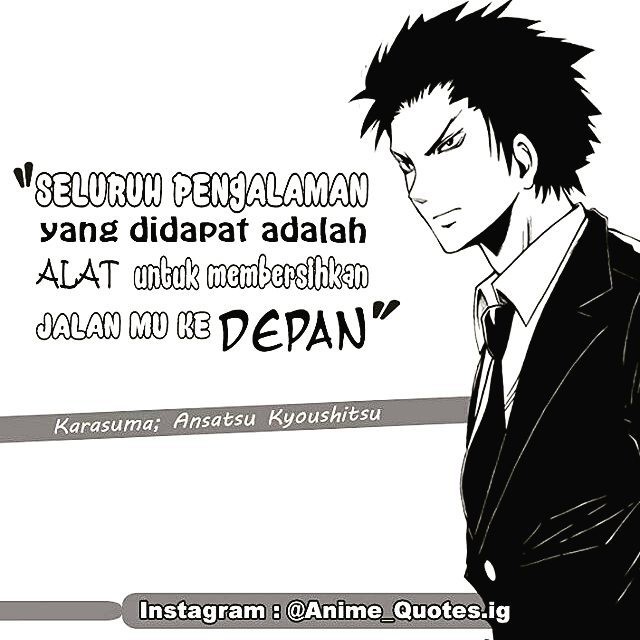 "SELURUH PENGALAMAN
yang didapat adalah
ALAT untuk membersihkan
JALAN MU KE DEPAN"
Karasuma; Ansatsu Kyoushitsu
Instagram : @Anime_Quotes.ig